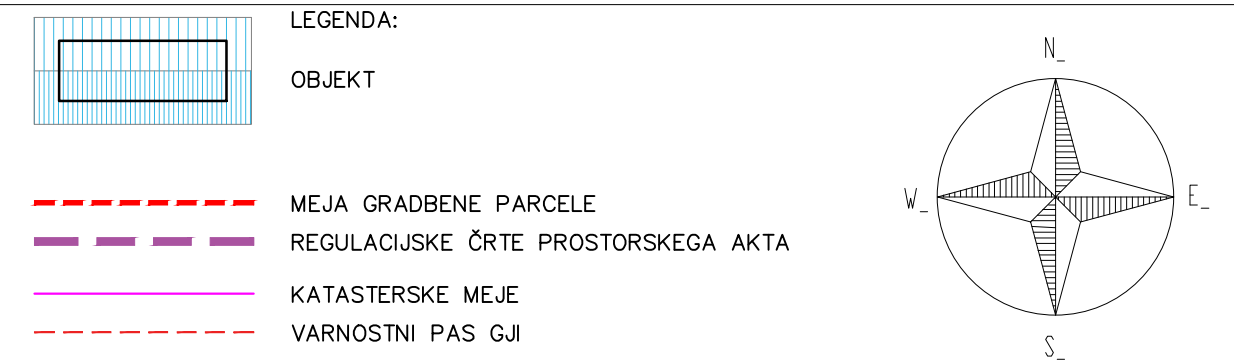 LEGENDA:
OBJEKT
MEJA GRADBENE PARCELE
REGULACIJSKE ČRTE PROSTORSKEGA AKTA
KATASTERSKE MEJE
VARNOSTNI PAS GJI
N_
W_
E_
S_